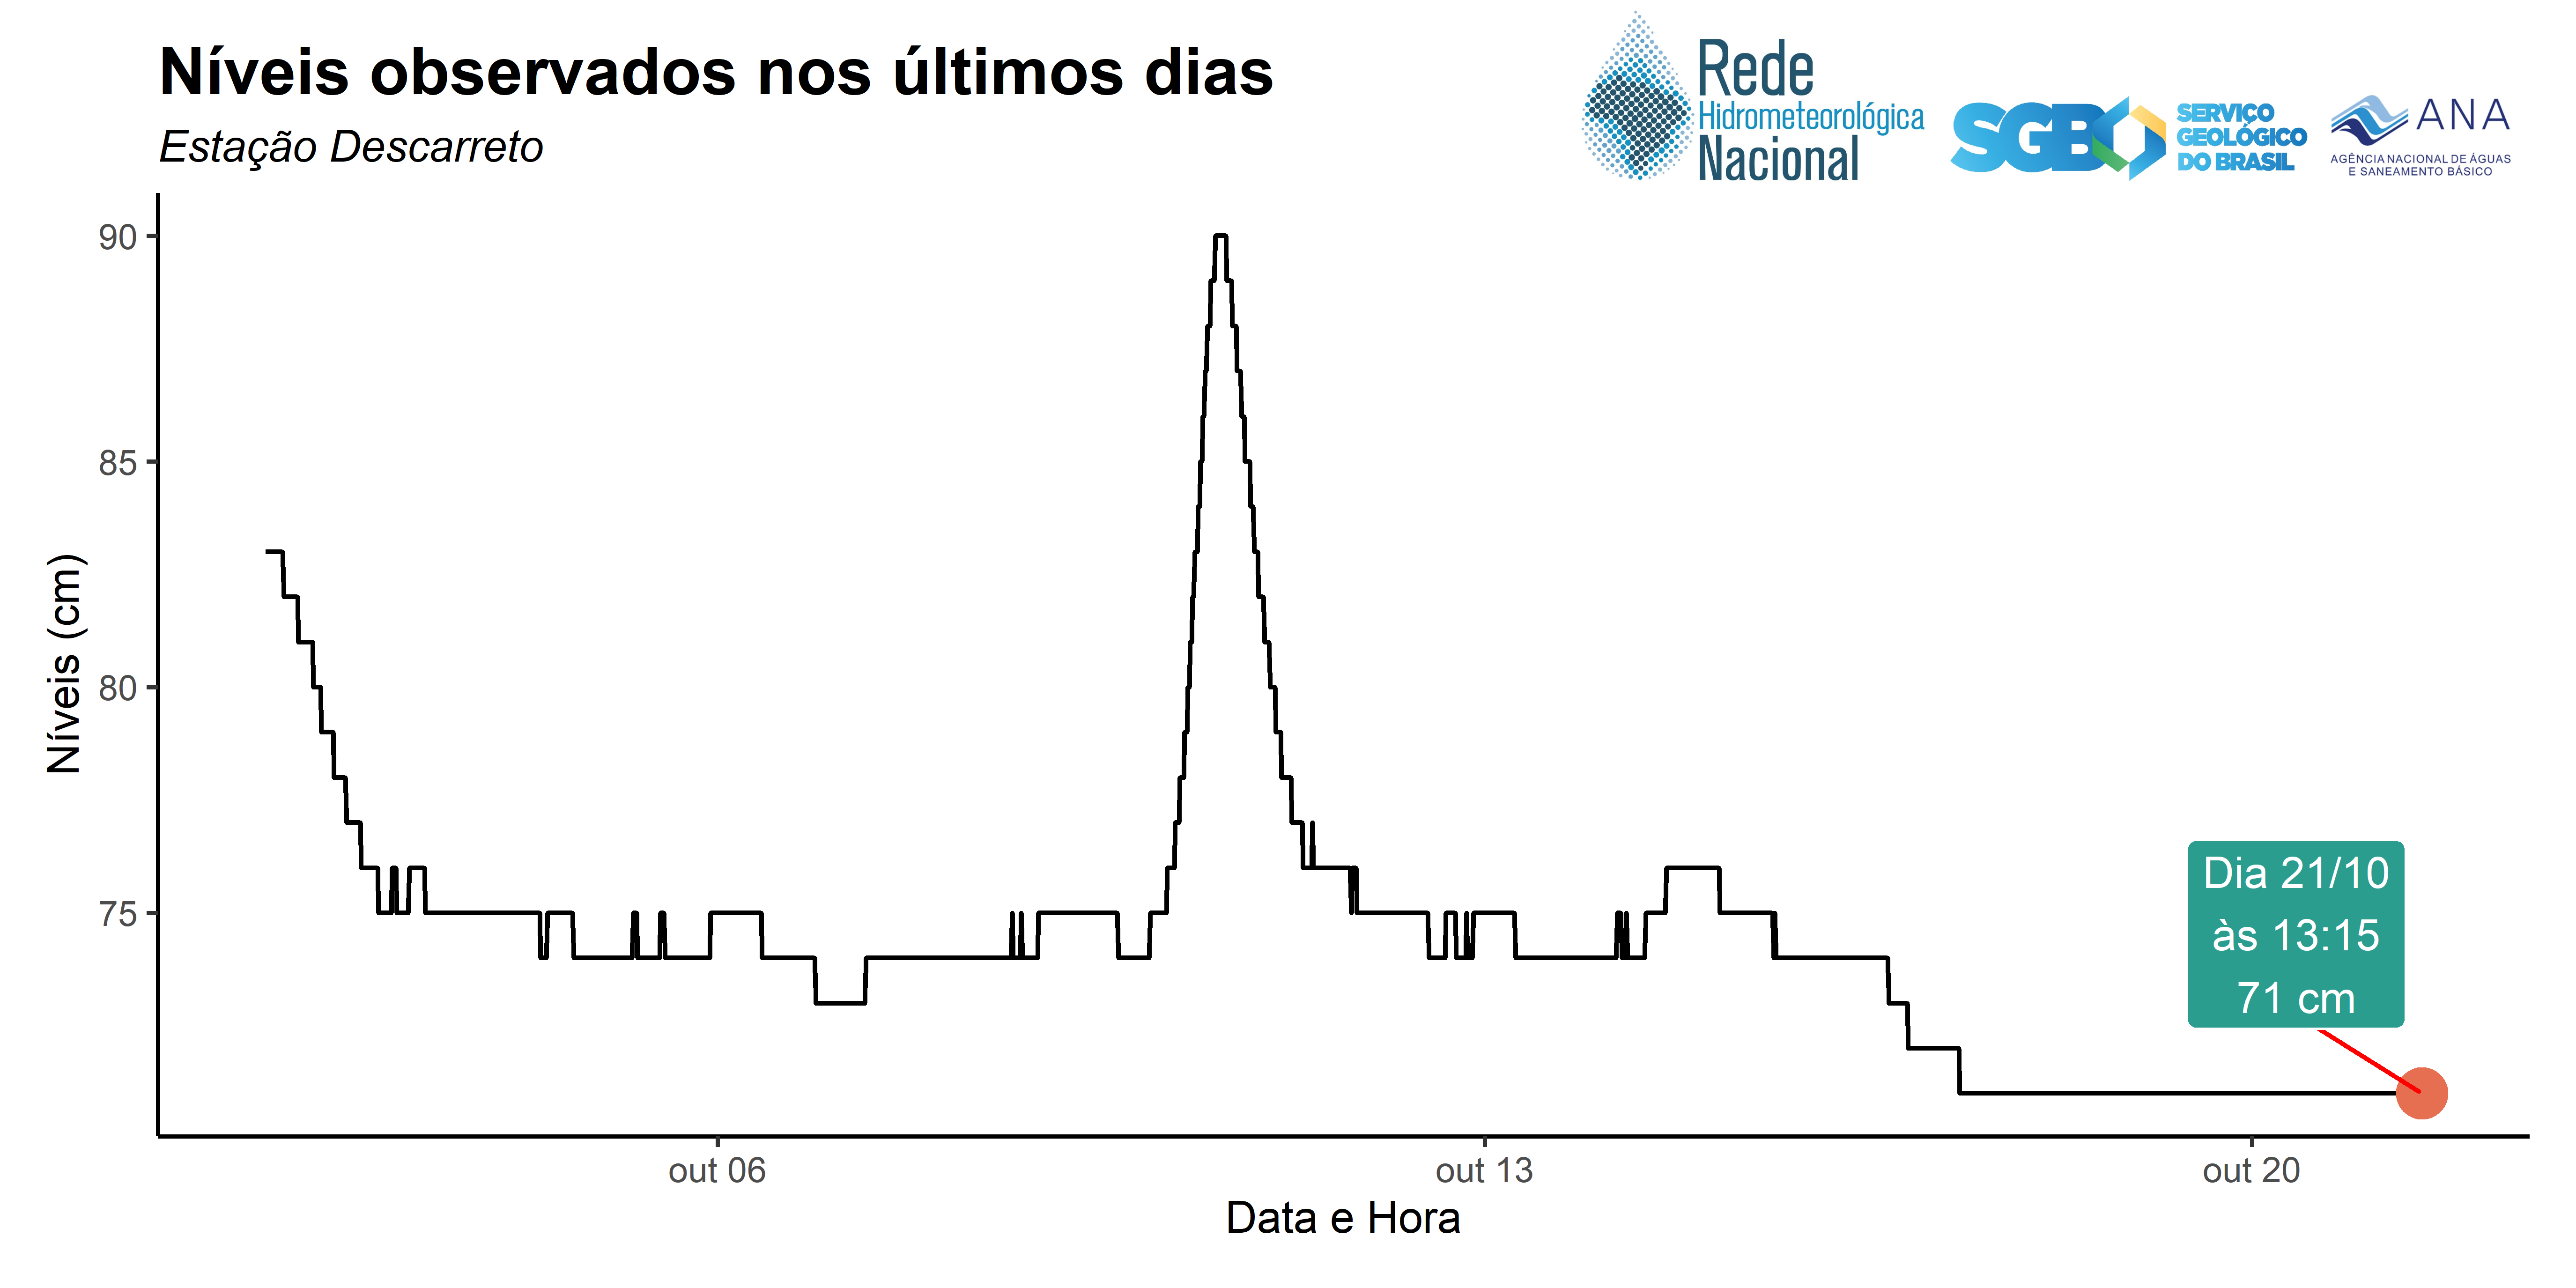 Níveis observados nos últimos dias
Estação Descarreto
Rede
Hidrometeorológica
Nacional
SGB
SERVIÇO
GEOLÓGICO
DO BRASIL
ANA
AGÊNCIA NACIONAL DE ÁGUAS
E SANEAMENTO BÁSICO
Níveis (cm)
90
85
80
75
Dia 21/10
às 13:15
71 cm
out 06
out 13
out 20
Data e Hora